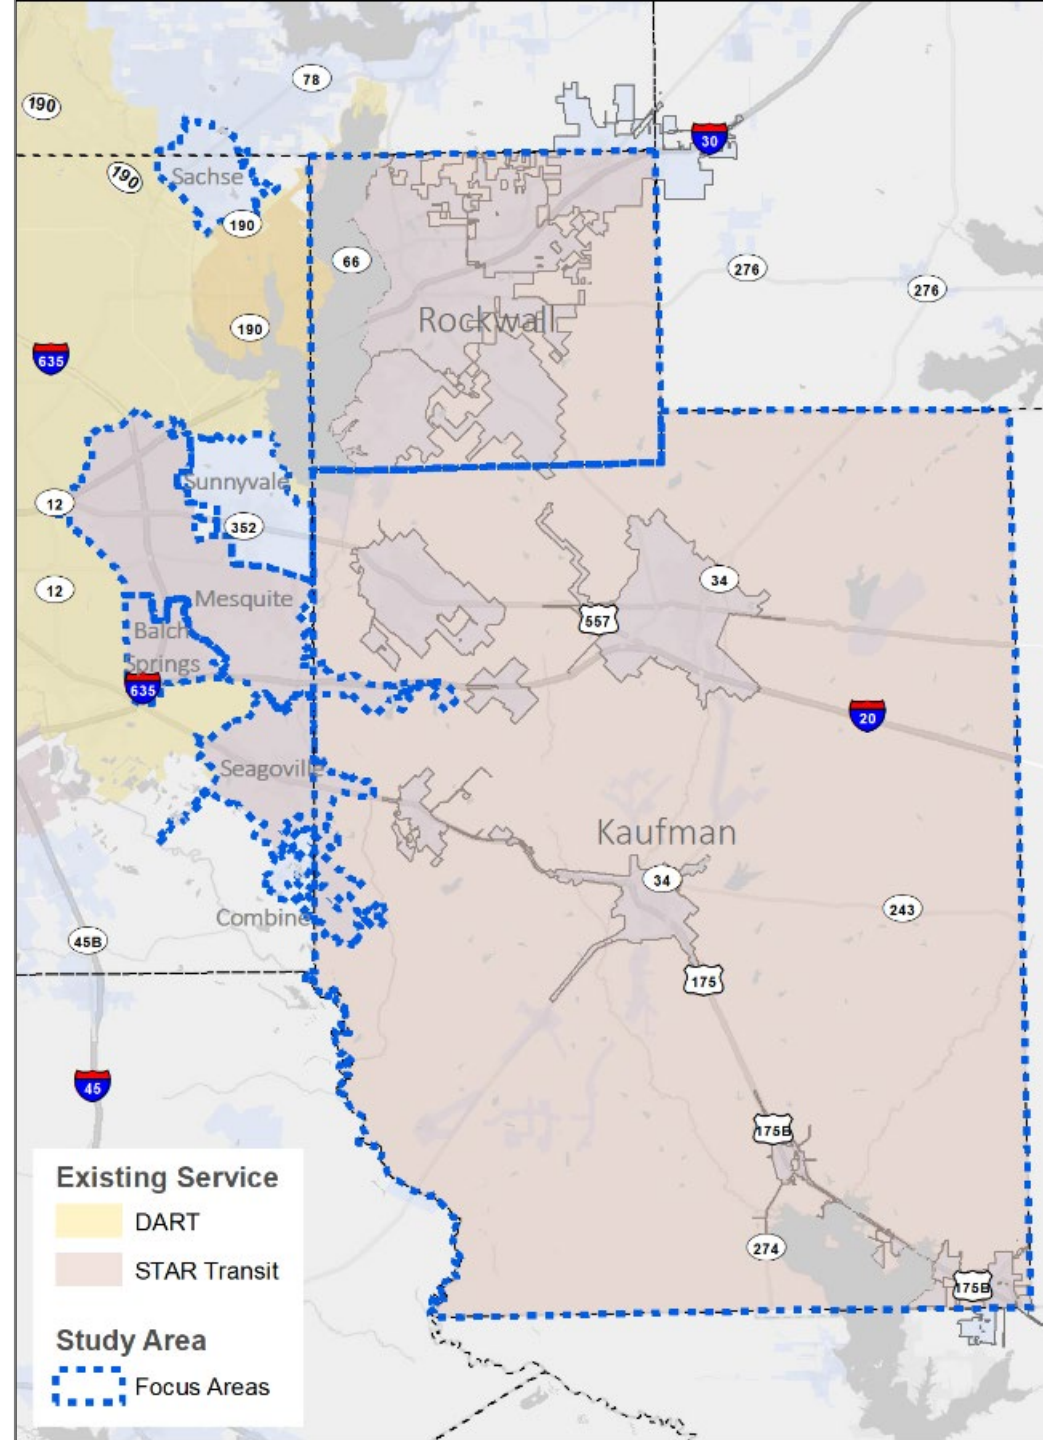 78
190
30
190
Sachse
190
66
276
276
190
Rockwall
635
Sunnyvale
12
352
34
12
Mesquite
557
Balch
Springs
635
20
Seagoville
Kaufman
34
243
Combine
45B
175
45
175B
274
175B
Existing Service
DART
STAR Transit
Study Area
Focus Areas